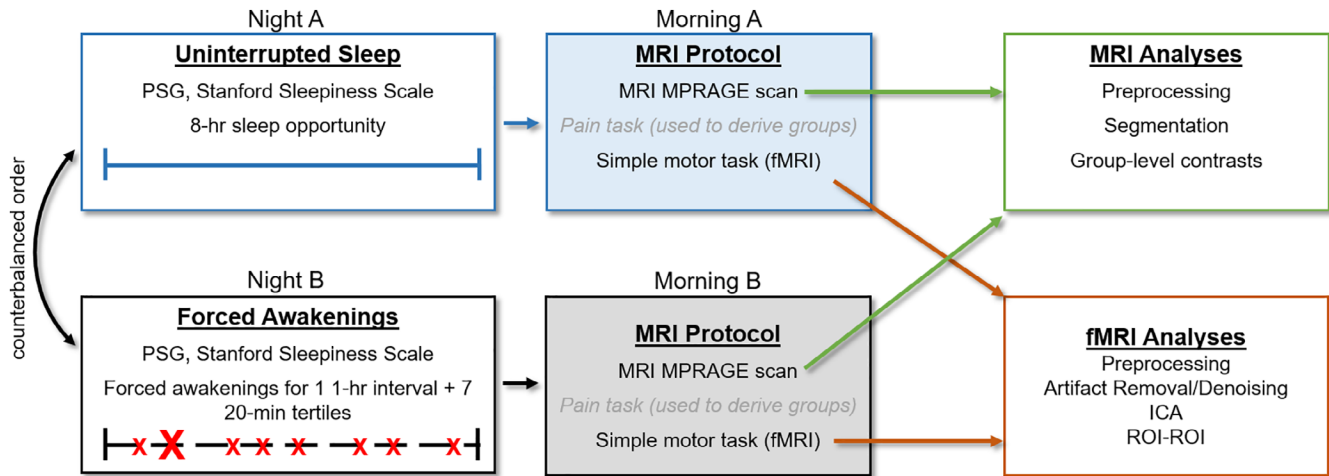 Night A
Uninterrupted Sleep
PSG, Stanford Sleepiness Scale
8-hr sleep opportunity
Morning A
MRI Protocol
MRI MPRAGE scan
Pain task (used to derive groups)
Simple motor task (fMRI)
MRI Analyses
Preprocessing
Segmentation
Group-level contrasts
counterbalanced order
Night B
Forced Awakenings
PSG, Stanford Sleepiness Scale
Forced awakenings for 1 1-hr interval + 7
20-min tertiles
x X x x x x x x
Morning B
MRI Protocol
MRI MPRAGE scan
Pain task (used to derive groups)
Simple motor task (fMRI)
fMRI Analyses
Preprocessing
Artifact Removal/Denoising
ICA
ROI-ROI